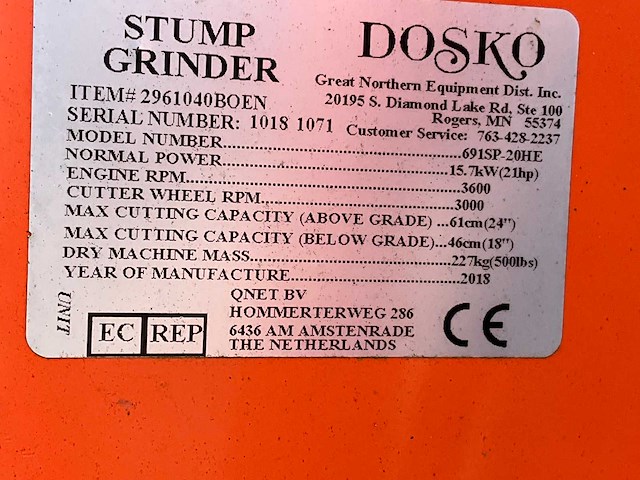 STUMP
GRINDER
DOSKO
Great Northern Equipment Dist. Inc.
20195 S. Diamond Lake Rd, Ste 100
Rogers, MN 55374
Customer Service: 763-428-2237
ITEM# 2961040BOEN
SERIAL NUMBER: 1018 1071
MODEL NUMBER...............................................691SP-20HE
NORMAL POWER.............................................15.7kW(21hp)
ENGINE RPM......................................................3600
CUTTER WHEEL RPM.......................................3000
MAX CUTTING CAPACITY (ABOVE GRADE) ...61cm(24")
MAX CUTTING CAPACITY (BELOW GRADE)...46cm(18")
DRY MACHINE MASS........................................227kg(500lbs)
YEAR OF MANUFACTURE..................................2018
UNIT
EC REP
QNET BV
HOMMERTERWEG 286
6436 AM AMSTENRADE
THE NETHERLANDS
CE